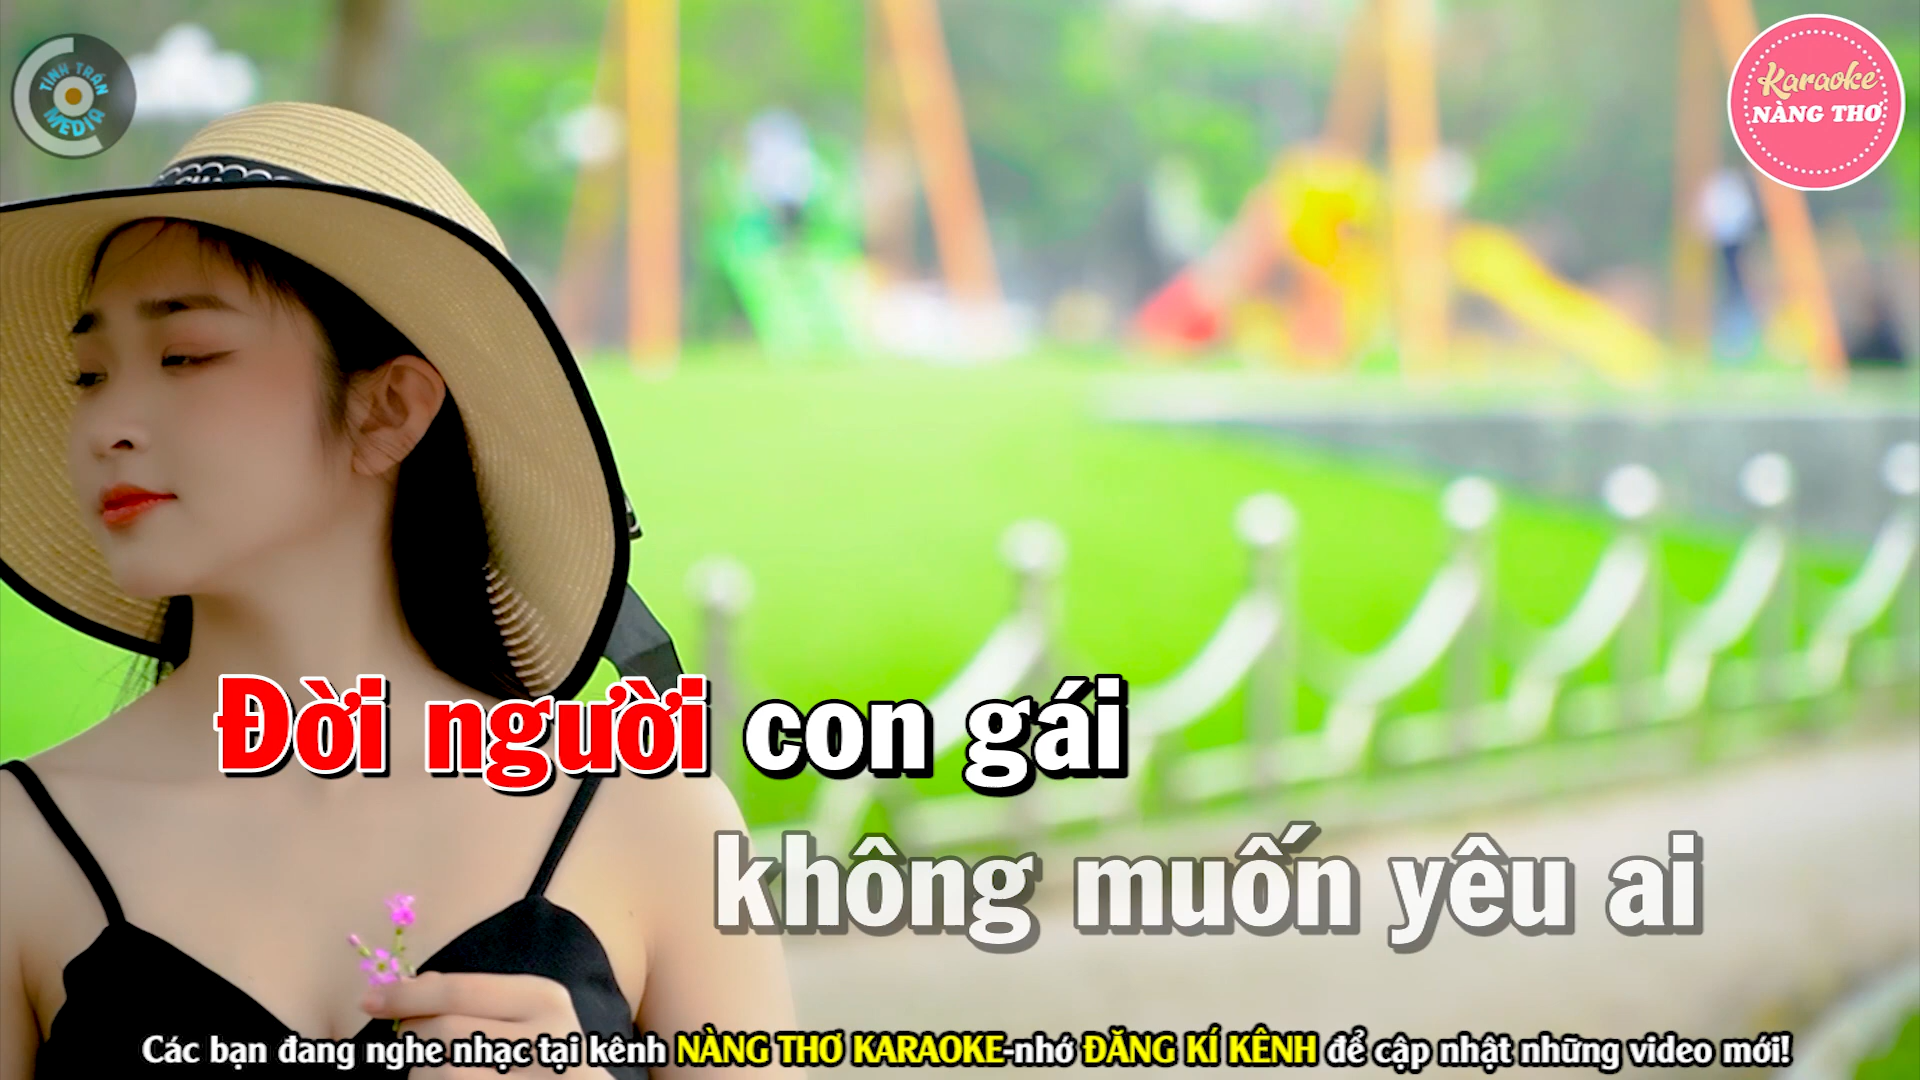 TÌNH TRẦN
MEDIA
Karaoke
NÀNG THƠ
Đời người con gái
không muốn yêu ai
Các bạn đang nghe nhạc tại kênh NÀNG THƠ KARAOKE-nhớ ĐĂNG KÍ KÊNH để cập nhật những video mới!